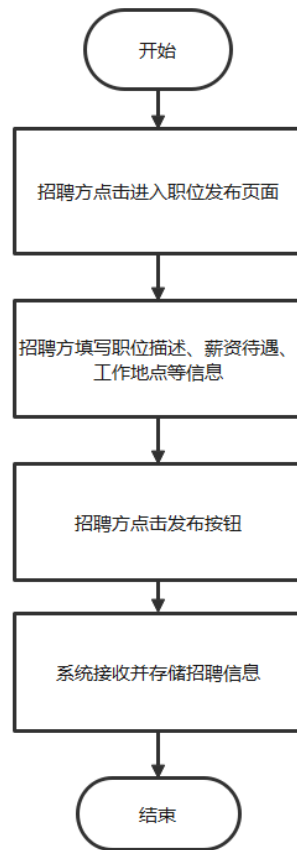 开始
招聘方点击进入职位发布页面
招聘方填写职位描述、薪资待遇、
工作地点等信息
招聘方点击发布按钮
系统接收并存储招聘信息
结束